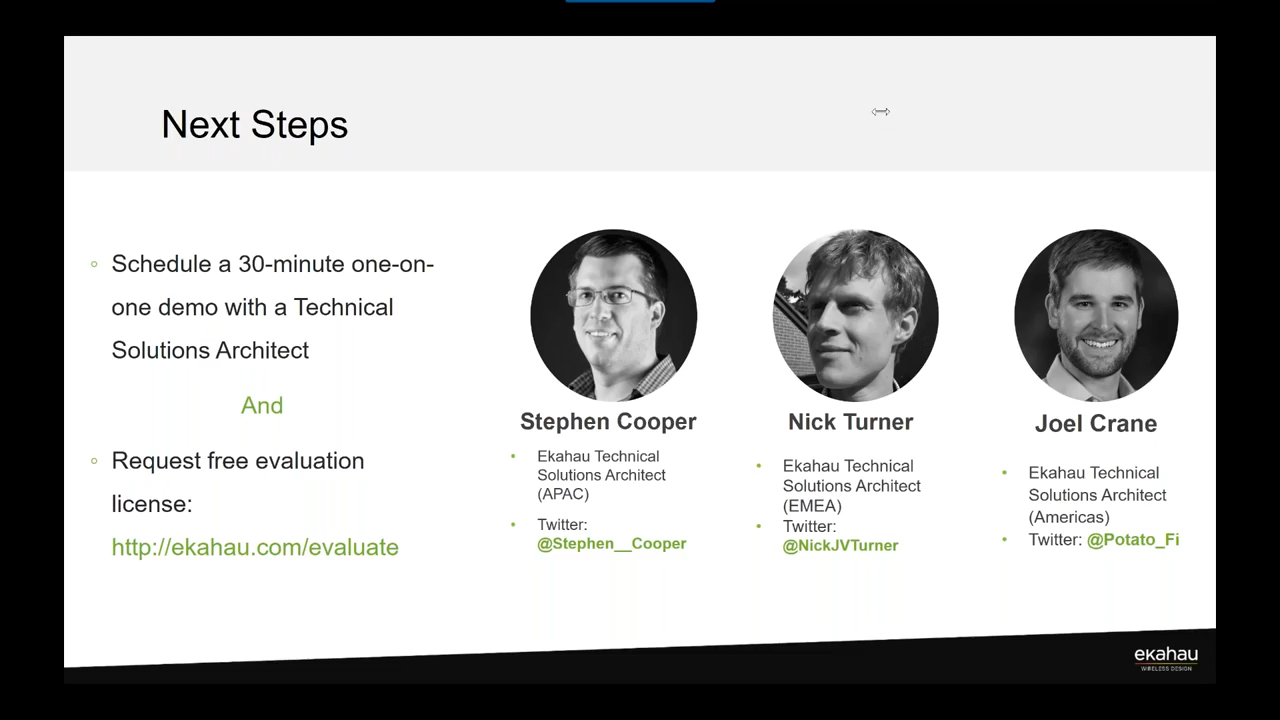 Next Steps
Schedule a 30-minute one-on-
one demo with a Technical
Solutions Architect
And
Request free evaluation
license:
http://ekahau.com/evaluate
Stephen Cooper
Ekahau Technical
Solutions Architect
(APAC)
Twitter:
@Stephen__Cooper
Nick Turner
Ekahau Technical
Solutions Architect
(EMEA)
Twitter:
@NickJVTurner
Joel Crane
Ekahau Technical
Solutions Architect
(Americas)
Twitter: @Potato_Fi
ekahau
WIRELESS DESIGN